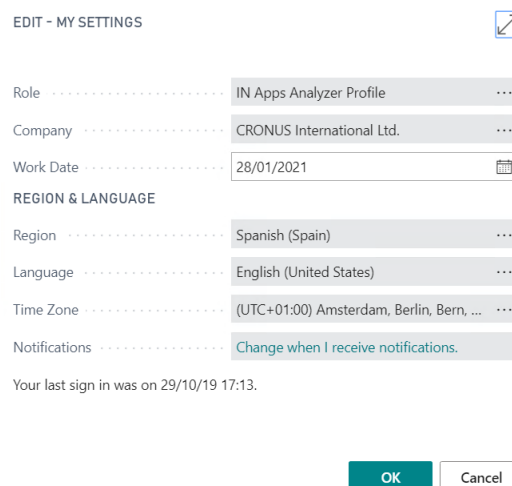 EDIT - MY SETTINGS
Role IN Apps Analyzer Profile ...
Company CRONUS International Ltd. ...
Work Date 28/01/2021
REGION & LANGUAGE
Region Spanish (Spain) ...
Language English (United States) ...
Time Zone (UTC+01:00) Amsterdam, Berlin, Bern, ... ...
Notifications Change when I receive notifications.
Your last sign in was on 29/10/19 17:13.
OK Cancel